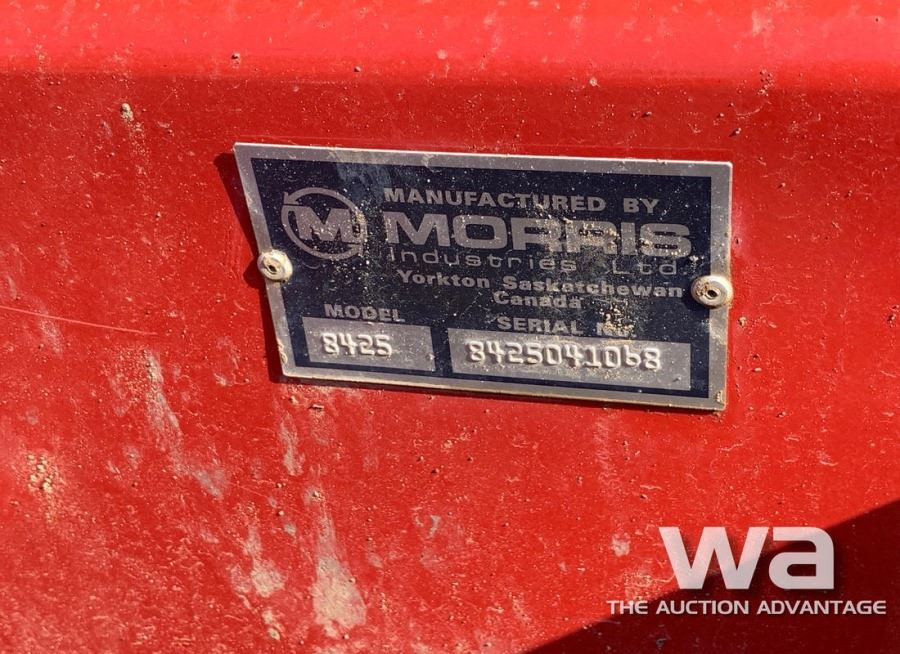 M
MANUFACTURED BY
MORRIS
Industries Ltd
Yorkton Saskatchewan
Canada
MODEL SERIAL No.
8425 8425041068
wa
THE AUCTION ADVANTAGE